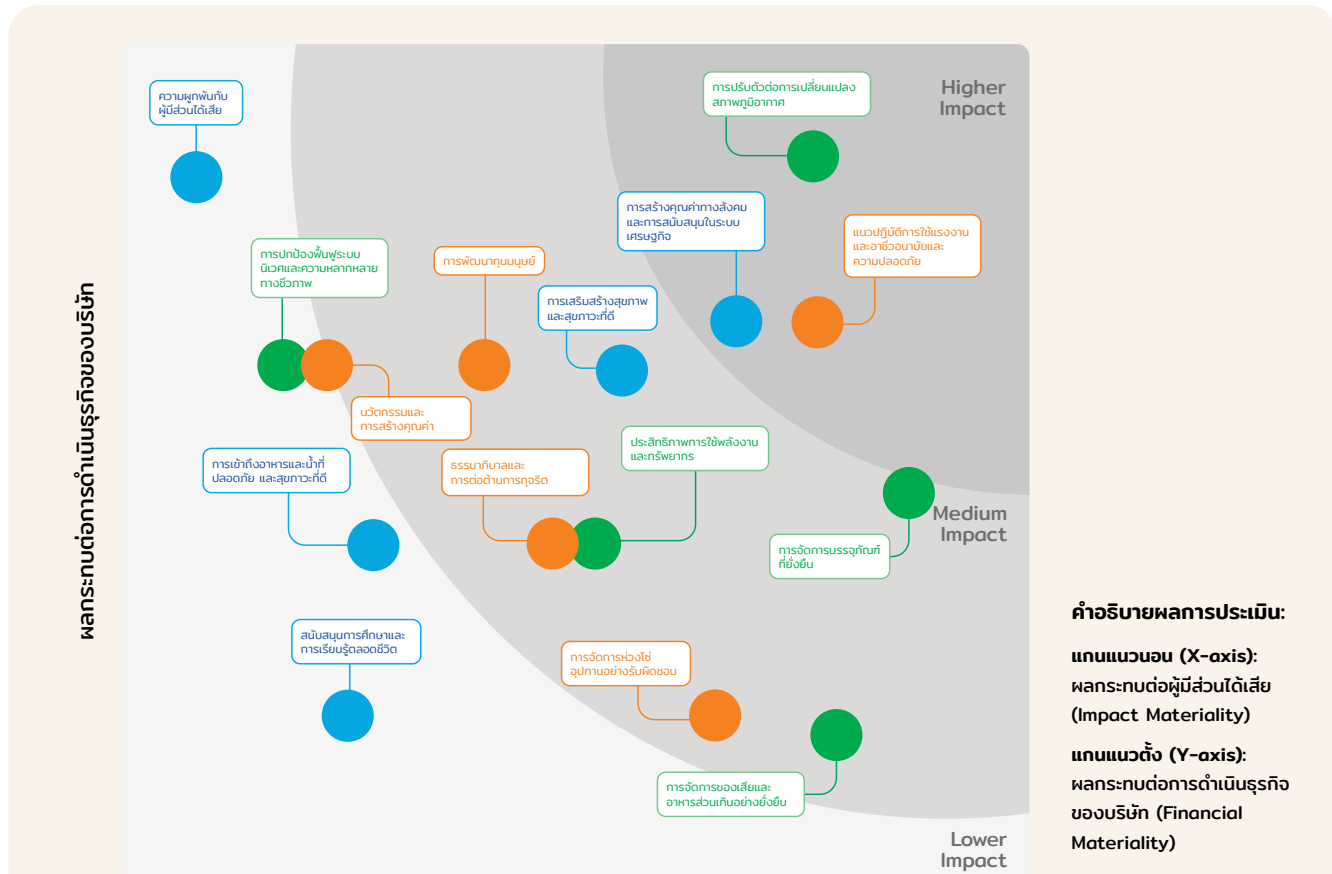 ผลกระทบต่อการดำเนินธุรกิจของบริษัท
Higher
Impact
ความผูกพันกับ
ผู้มีส่วนได้เสีย
การปรับตัวต่อการเปลี่ยนแปลง
สภาพภูมิอากาศ
การสร้างคุณค่าทางสังคม
และการสนับสนุนในระบบ
เศรษฐกิจ
แนวปฏิบัติการใช้แรงงาน
และอาชีวอนามัยและ
ความปลอดภัย
การปกป้องฟื้นฟูระบบ
นิเวศและความหลากหลาย
ทางชีวภาพ
การพัฒนาทุนมนุษย์
การเสริมสร้างสุขภาพ
และสุขภาวะที่ดี
นวัตกรรมและ
การสร้างคุณค่า
การเข้าถึงอาหารและน้ำที่
ปลอดภัย และสุขภาวะที่ดี
ธรรมาภิบาลและ
การต่อต้านการทุจริต
ประสิทธิภาพการใช้พลังงาน
และทรัพยากร
Medium
Impact
การจัดการบรรจุภัณฑ์
ที่ยั่งยืน
สนับสนุนการศึกษาและ
การเรียนรู้ตลอดชีวิต
การจัดการห่วงโซ่
อุปทานอย่างรับผิดชอบ
การจัดการของเสียและ
อาหารส่วนเกินอย่างยั่งยืน
Lower
Impact
คำอธิบายผลการประเมิน:
แกนแนวนอน (X-axis):
ผลกระทบต่อผู้มีส่วนได้เสีย
(Impact Materiality)
แกนแนวตั้ง (Y-axis):
ผลกระทบต่อการดำเนินธุรกิจ
ของบริษัท (Financial
Materiality)